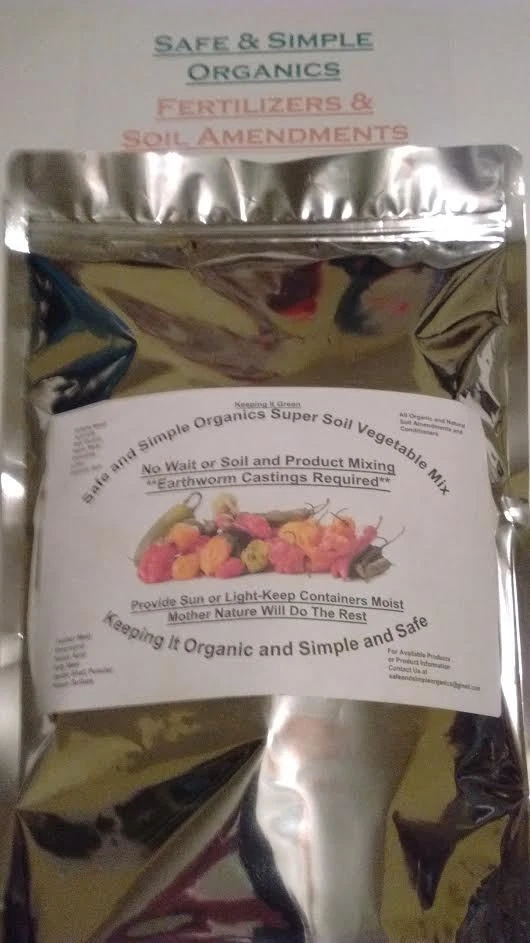 SAFE & SIMPLE
ORGANICS
FERTILIZERS &
SOIL AMENDMENTS
Keeping It Green
All Organic and Natural
Soil Amendments and
Conditioners
Safe and Simple Organics Super Soil Vegetable Mix
No Wait or Soil and Product Mixing
**Earthworm Castings Required**
Provide Sun or Light-Keep Containers Moist
Mother Nature Will Do The Rest
Keeping It Organic and Simple and Safe
For Available Products
or Product Information
Contact Us at
safeandsimpleorganics@gmail.com